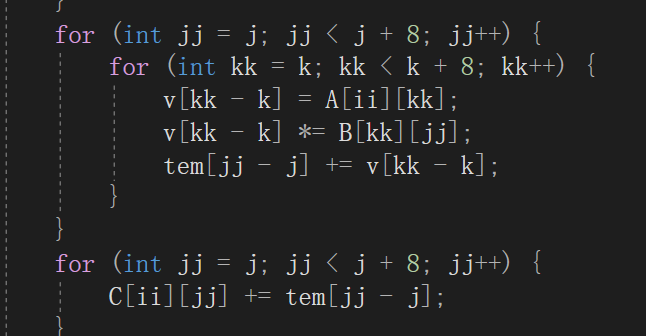 }
for (int jj = j; jj < j + 8; jj++) {
for (int kk = k; kk < k + 8; kk++) {
v[kk - k] = A[ii][kk];
v[kk - k] *= B[kk][jj];
tem[jj - j] += v[kk - k];
}
}
for (int jj = j; jj < j + 8; jj++) {
C[ii][jj] += tem[jj - j];
}